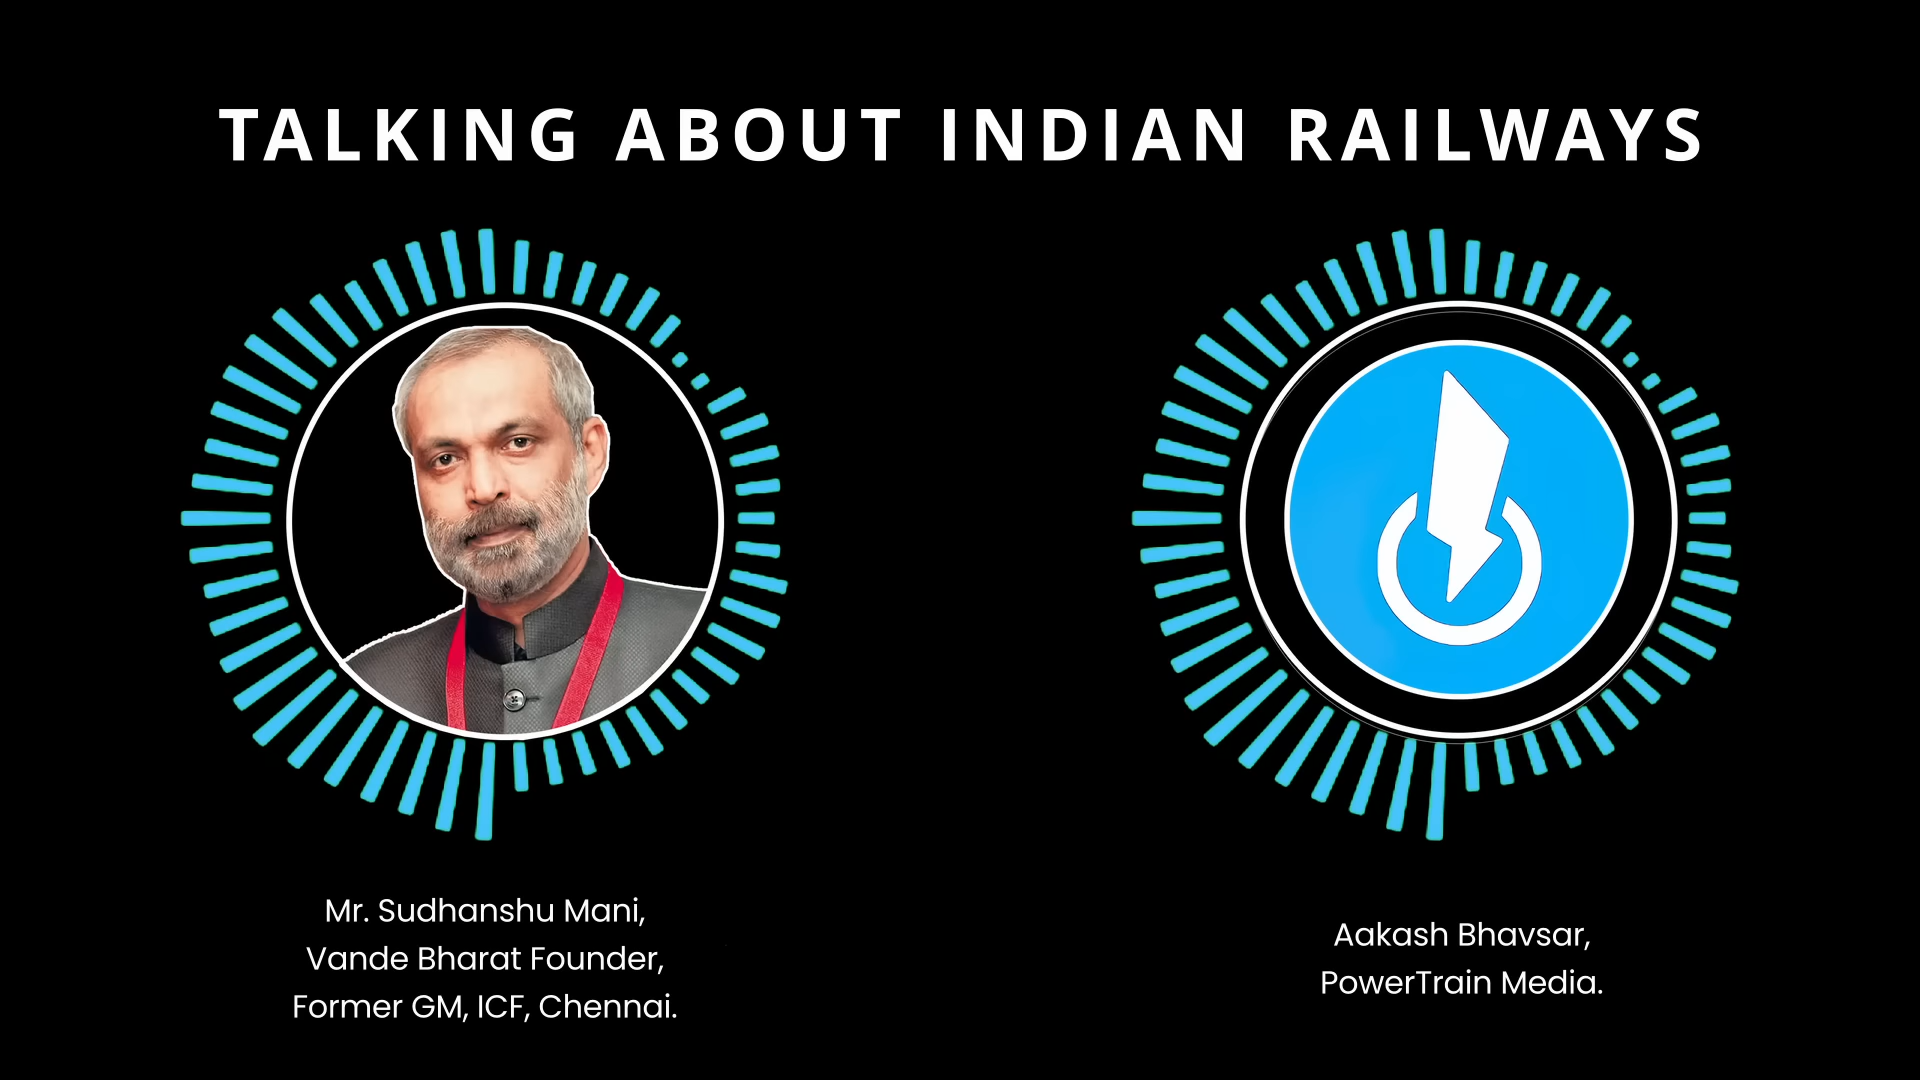 TALKING ABOUT INDIAN RAILWAYS
Mr. Sudhanshu Mani,
Vande Bharat Founder,
Former GM, ICF, Chennai.
Aakash Bhavsar,
PowerTrain Media.